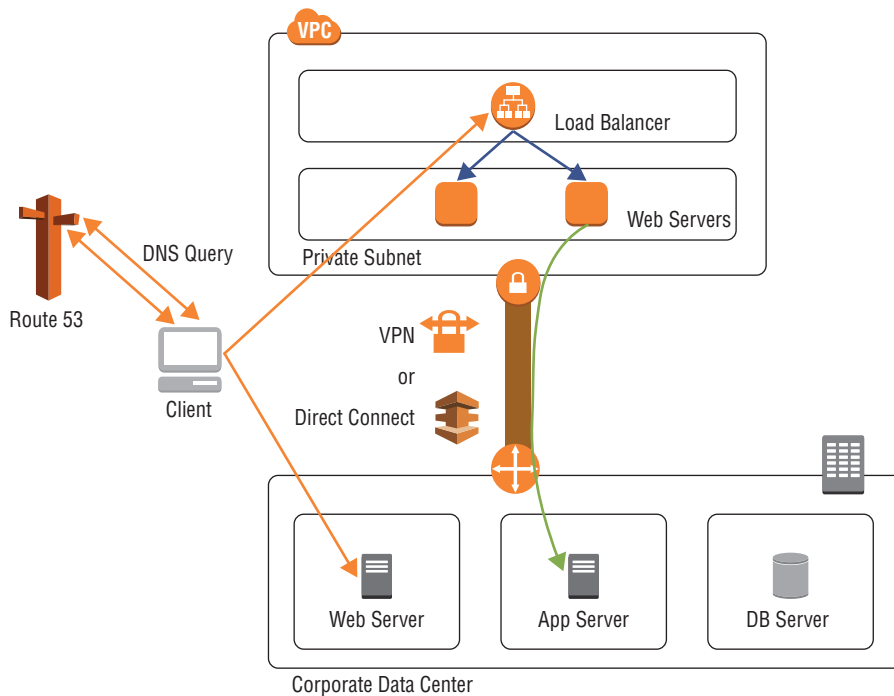 VPC
Load Balancer
Web Servers
Private Subnet
DNS Query
Route 53
Client
VPN
or
Direct Connect
Web Server
App Server
DB Server
Corporate Data Center